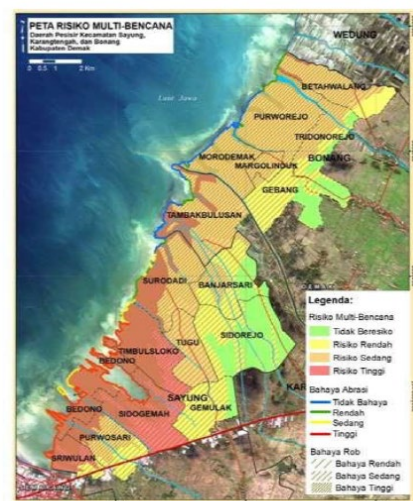 PETA RISIKO MULTI-BENCANA
Daerah Pesisir Kecamatan Sayung,
Karangtengah, dan Bonang
Kabupaten Demak
0 0.5 1 2 Km
WEDUNG
Laut Jawa
BETAHWALANG
PURWOREJO
TRIDONOREJO
MORODEMAK
MARGOLINDUK
BONANG
GEBANG
TAMBAKBULUSAN
SURODADI
BANJARSARI
DEMAK
TUGU
SIDOREJO
TIMBULSLOKO
BEDONO
SAYUNG
BEDONO
SIDOGEMAH
GEMULAK
KAR
PURWOSARI
SRIWULAN
Legenda:
Risiko Multi-Bencana
Tidak Beresiko
Risiko Rendah
Risiko Sedang
Risiko Tinggi
Bahaya Abrasi
Tidak Bahaya
Rendah
Sedang
Tinggi
Bahaya Rob
Bahaya Rendah
Bahaya Sedang
Bahaya Tinggi